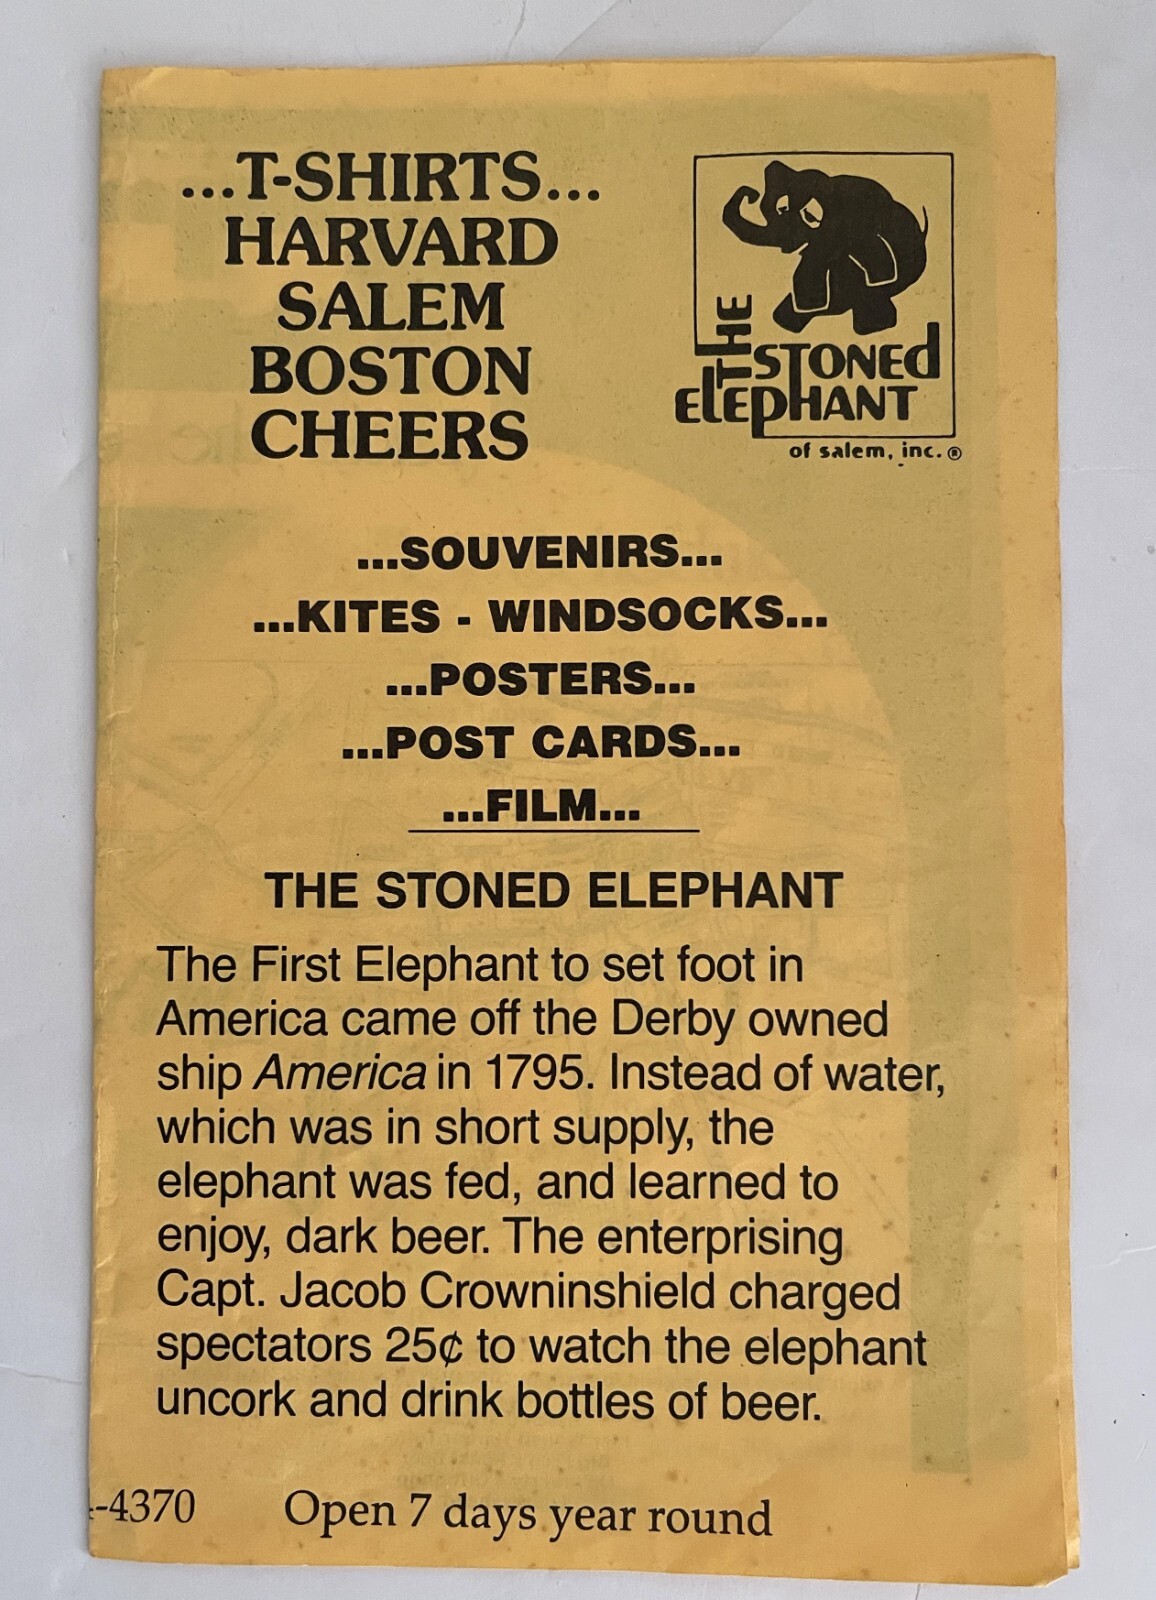 ...T-SHIRTS...
HARVARD
SALEM
BOSTON
CHEERS
THE
STONED
ELEPHANT
of salem, inc.®
...SOUVENIRS...
...KITES - WINDSOCKS...
...POSTERS...
...POST CARDS...
...FILM...
THE STONED ELEPHANT
The First Elephant to set foot in
America came off the Derby owned
ship America in 1795. Instead of water,
which was in short supply, the
elephant was fed, and learned to
enjoy, dark beer. The enterprising
Capt. Jacob Crowninshield charged
spectators 25¢ to watch the elephant
uncork and drink bottles of beer.
-4370 Open 7 days year round